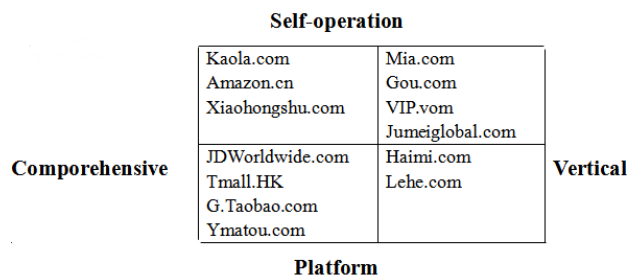 Self-operation
Kaola.com Mia.com
Amazon.cn Gou.com
Xiaohongshu.com VIP.vom
Jumeiglobal.com
Comporehensive JDWorldwide.com Haimi.com Vertical
Tmall.HK Lehe.com
G.Taobao.com
Ymatou.com
Platform